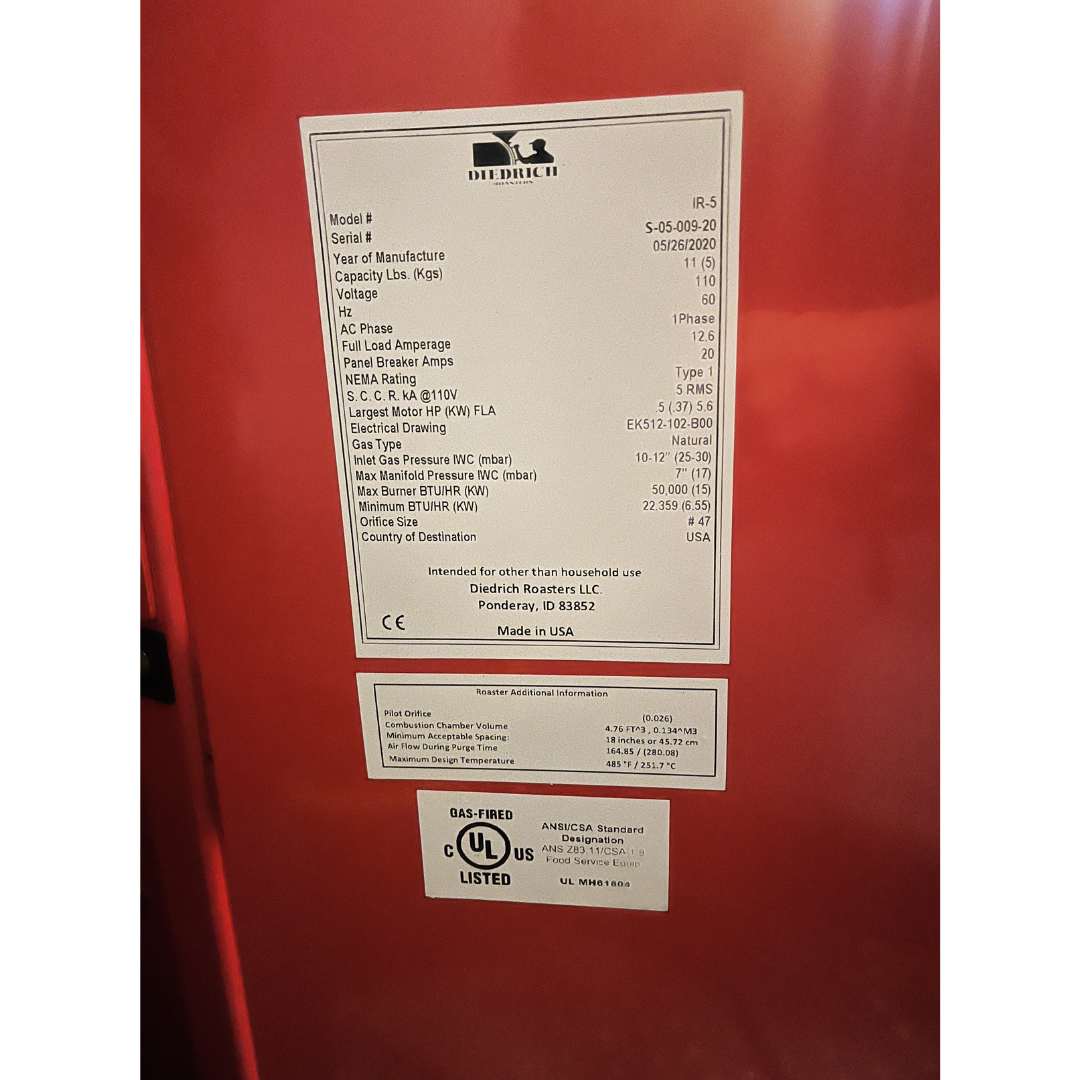 DIEDRICH
ROASTERS
Model # IR-5
Serial # S-05-009-20
Year of Manufacture 05/26/2020
Capacity Lbs. (Kgs) 11 (5)
Voltage 110
Hz 60
AC Phase 1Phase
Full Load Amperage 12.6
Panel Breaker Amps 20
NEMA Rating Type 1
S. C. C. R. kA @110V 5 RMS
Largest Motor HP (KW) FLA .5 (.37) 5.6
Electrical Drawing EK512-102-B00
Gas Type Natural
Inlet Gas Pressure IWC (mbar) 10-12" (25-30)
Max Manifold Pressure IWC (mbar) 7" (17)
Max Burner BTU/HR (KW) 50,000 (15)
Minimum BTU/HR (KW) 22,359 (6.55)
Orifice Size # 47
Country of Destination USA
Intended for other than household use
Diedrich Roasters LLC.
Ponderay, ID 83852
CE Made in USA
Roaster Additional Information
Pilot Orifice (0.026)
Combustion Chamber Volume 4.76 FT^3 , 0.134^M3
Minimum Acceptable Spacing: 18 inches or 45.72 cm
Air Flow During Purge Time 164.85 / (280.08)
Maximum Design Temperature 485 °F / 251.7 °C
GAS-FIRED
C UL US
LISTED
ANSI/CSA Standard
Designation
ANS Z83.11/CSA 1.8
Food Service Equip
UL MH61804